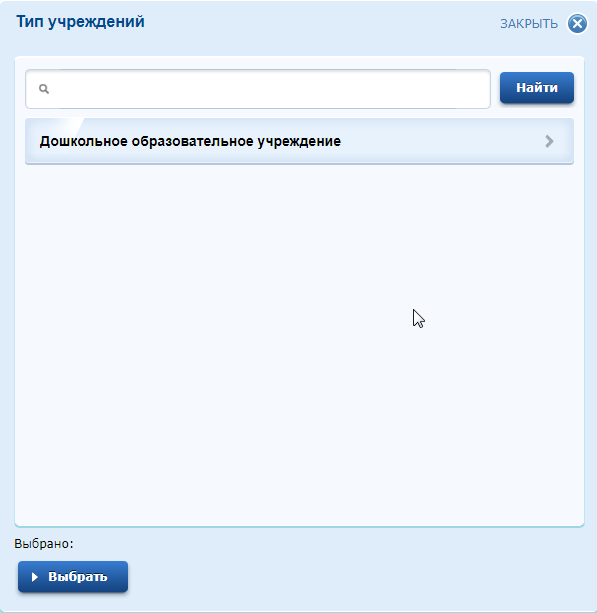 Тип учреждений
ЗАКРЫТЬ
Найти
Дошкольное образовательное учреждение
Выбрано:
Выбрать